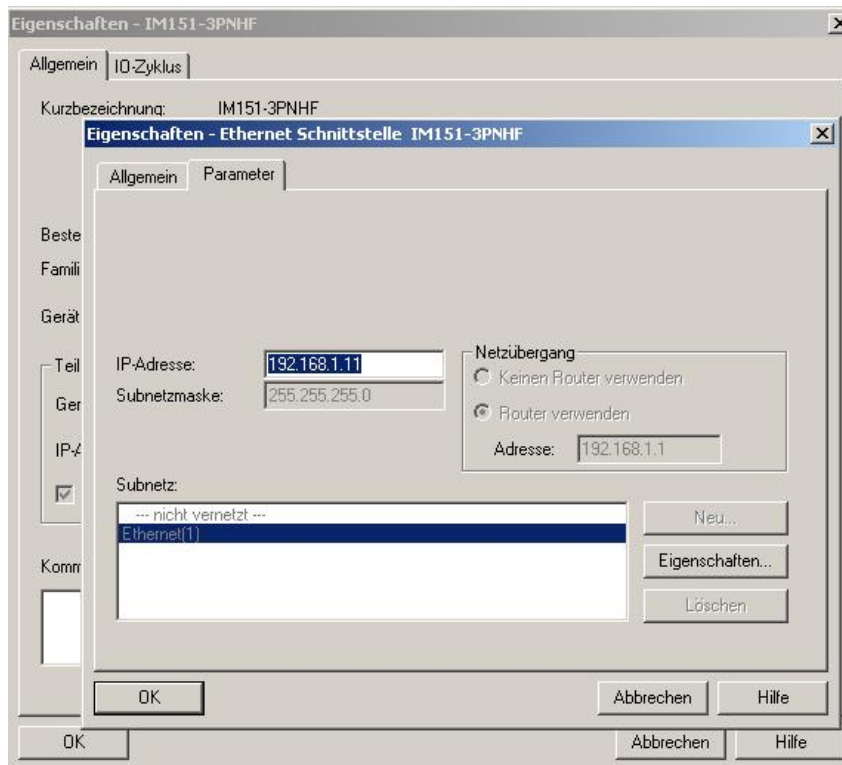 Eigenschaften - IM151-3PNHF
Allgemein
IO-Zyklus
Kurzbezeichnung: IM151-3PNHF
Beste
Famili
Gerät
Teil
Ger
IP-A
Komm
Eigenschaften - Ethernet Schnittstelle IM151-3PNHF
Allgemein
Parameter
IP-Adresse: 192.168.1.11
Subnetzmaske: 255.255.255.0
Netzübergang
Keinen Router verwenden
Router verwenden
Adresse: 192.168.1.1
Subnetz:
--- nicht vernetzt ---
Ethernet(1)
Neu...
Eigenschaften...
Löschen
OK
Abbrechen
Hilfe
OK
Abbrechen
Hilfe